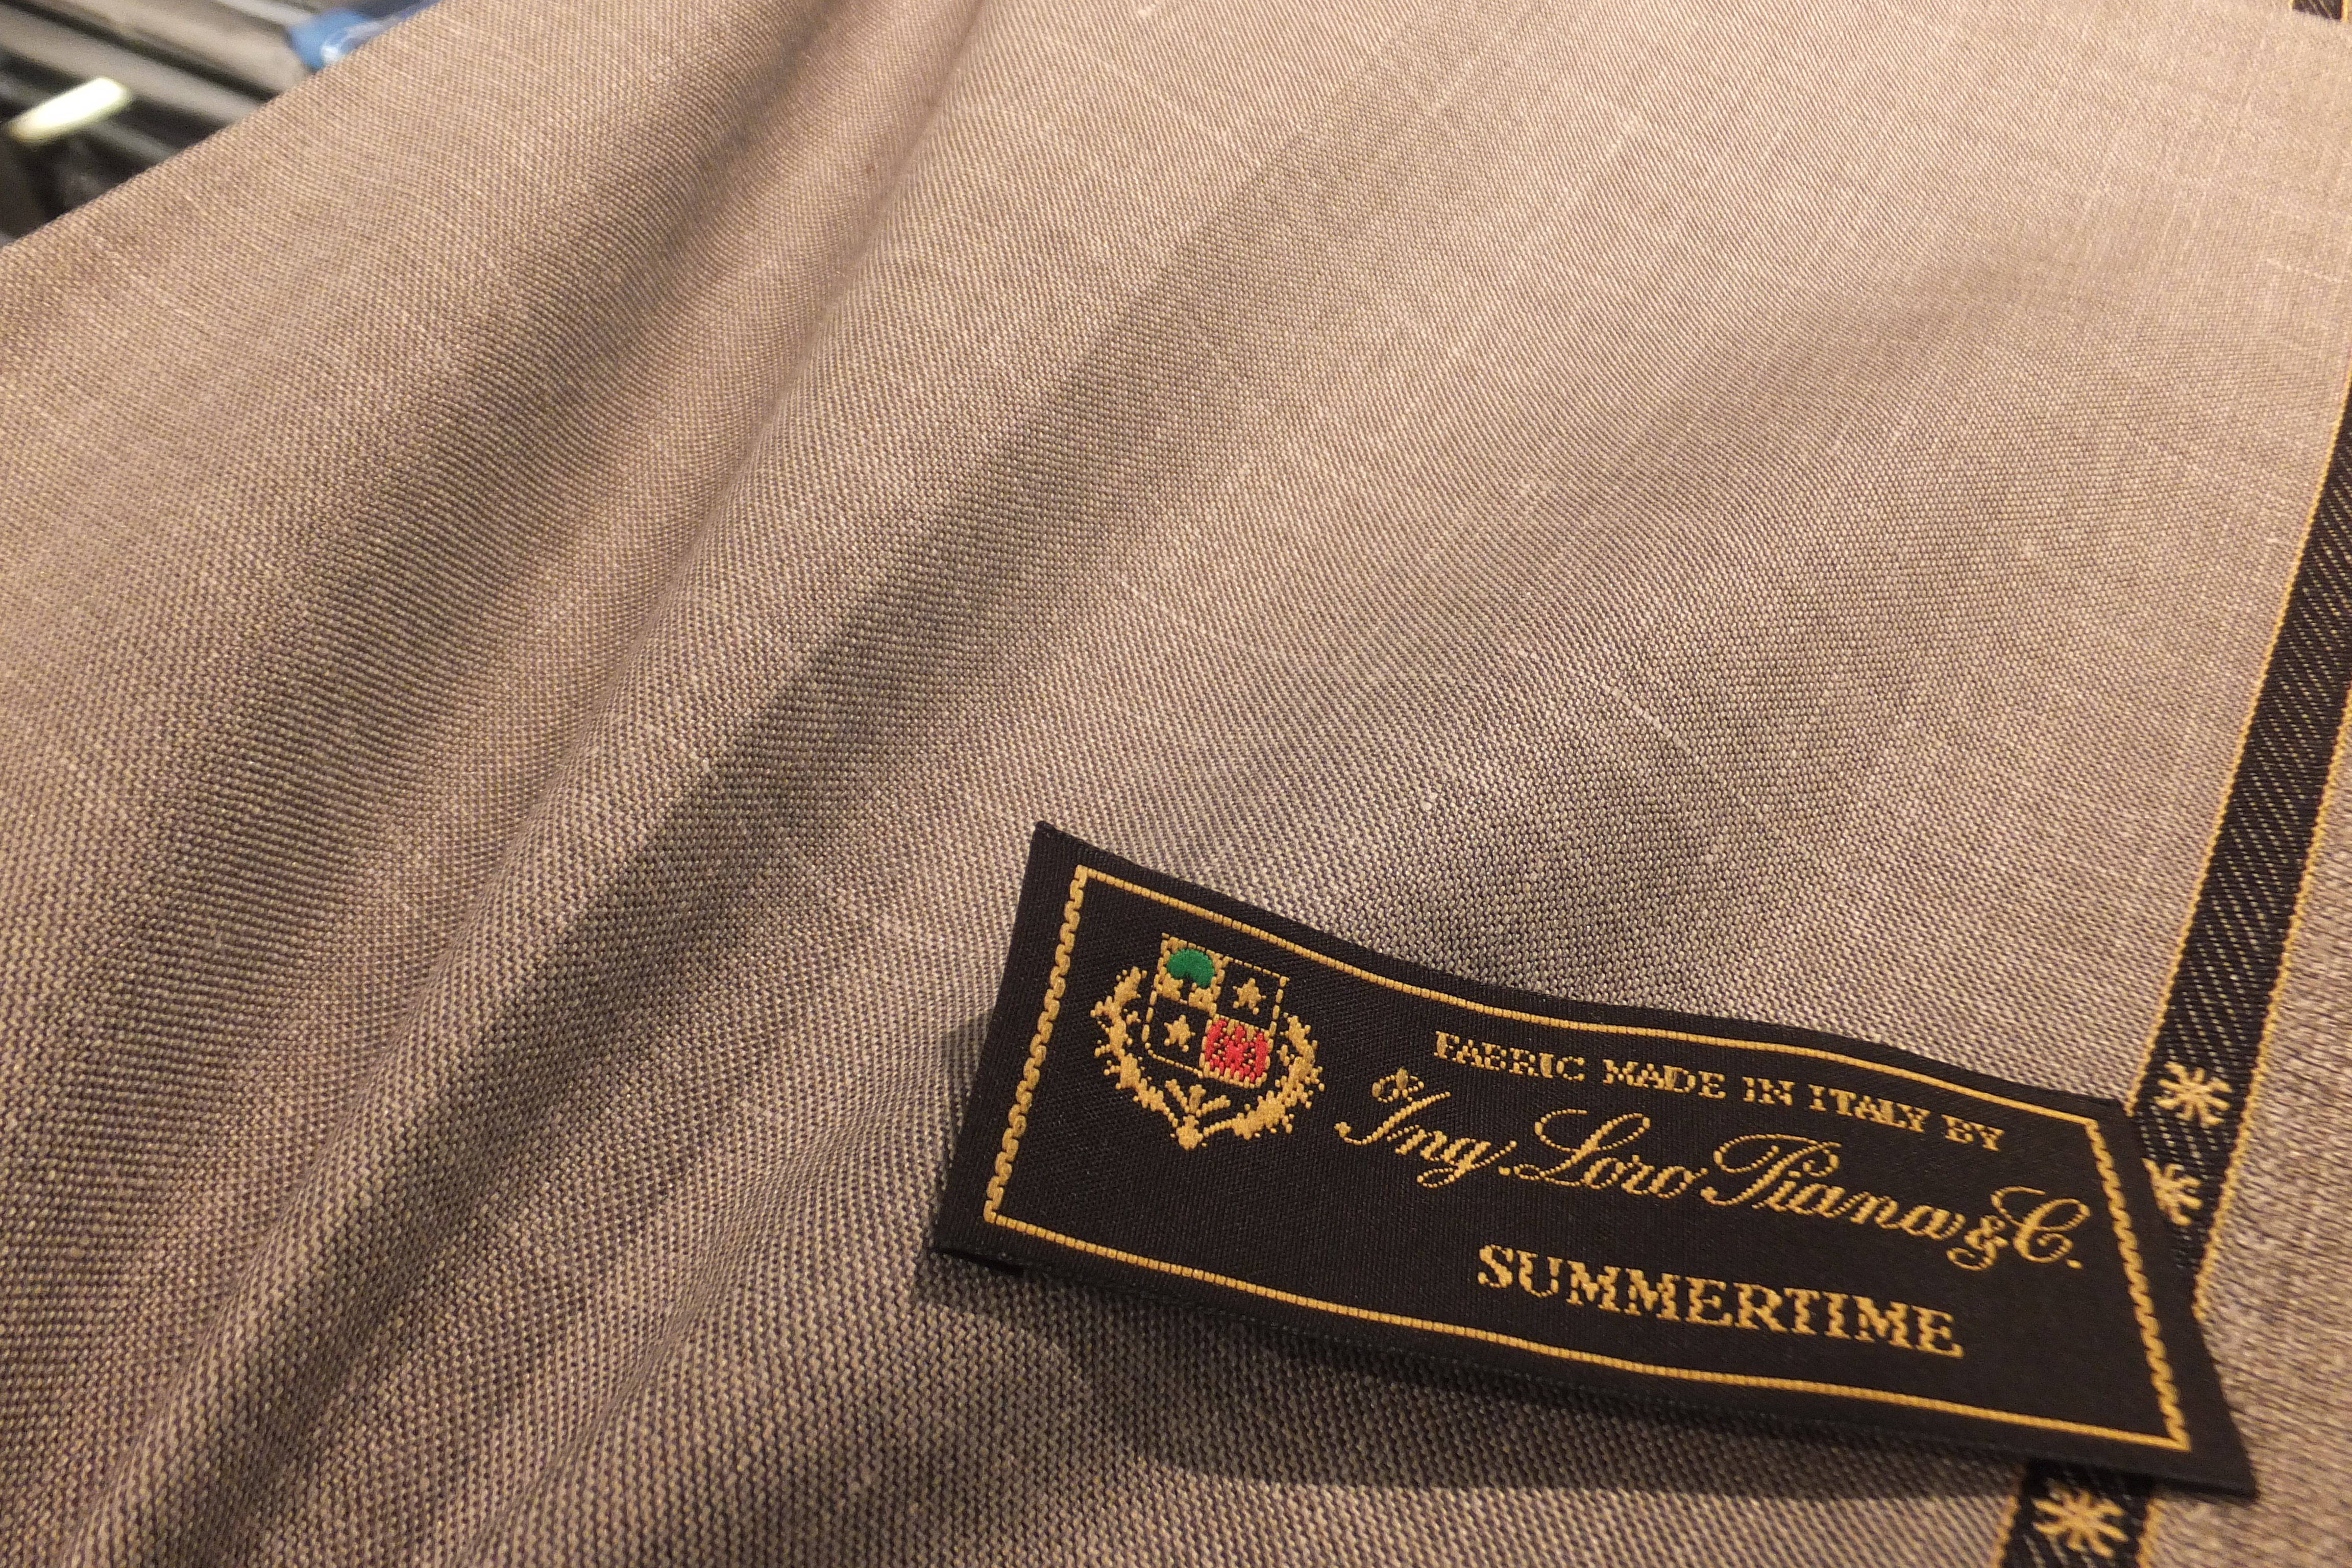 FABRIC MADE IN ITALY BY
Ing. Loro Piana & C.
SUMMERTIME